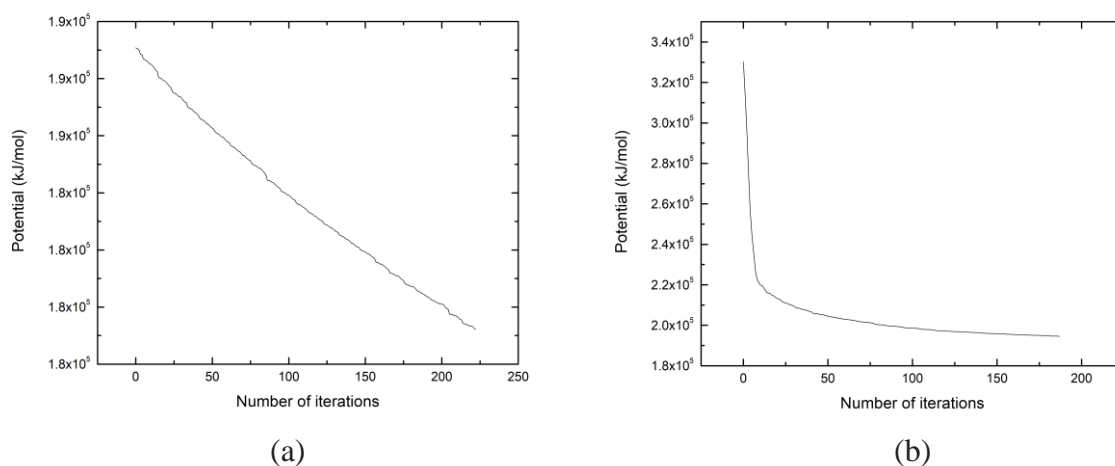 1.9x10⁵
1.9x10⁵
1.9x10⁵
1.8x10⁵
1.8x10⁵
1.8x10⁵
1.8x10⁵
Potential (kJ/mol)
0 50 100 150 200 250
Number of iterations
(a)
3.4x10⁵
3.2x10⁵
3.0x10⁵
2.8x10⁵
2.6x10⁵
2.4x10⁵
2.2x10⁵
2.0x10⁵
1.8x10⁵
Potential (kJ/mol)
0 50 100 150 200
Number of iterations
(b)